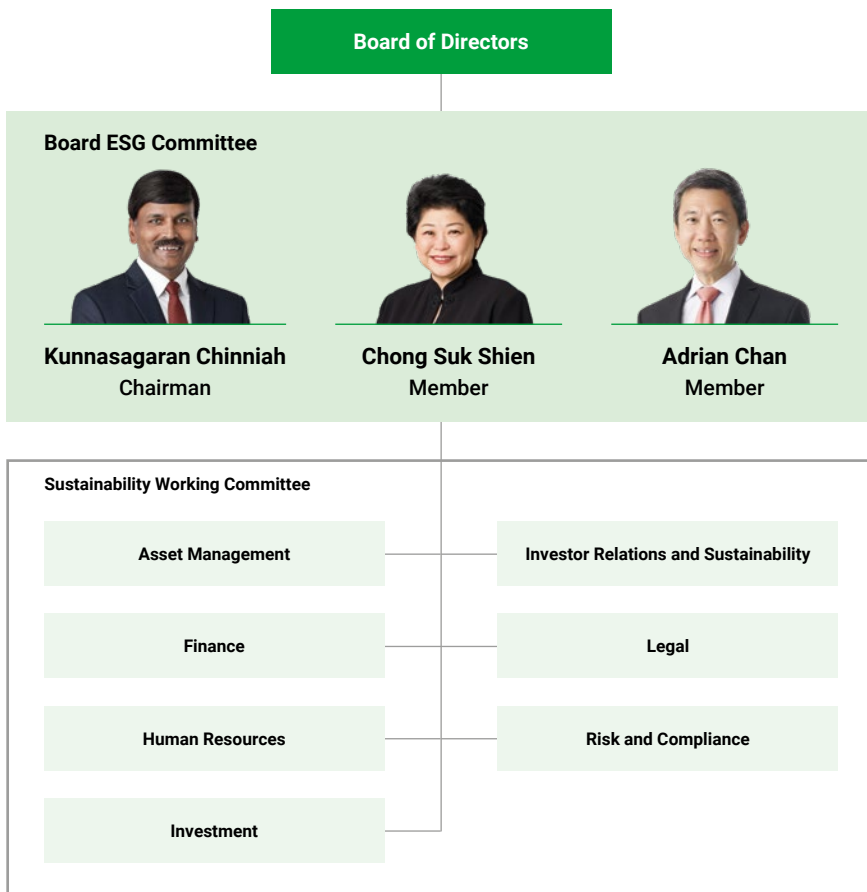 Board of Directors
Board ESG Committee
Kunnasagaran Chinniah
Chairman
Chong Suk Shien
Member
Adrian Chan
Member
Sustainability Working Committee
Asset Management
Investor Relations and Sustainability
Finance
Legal
Human Resources
Risk and Compliance
Investment